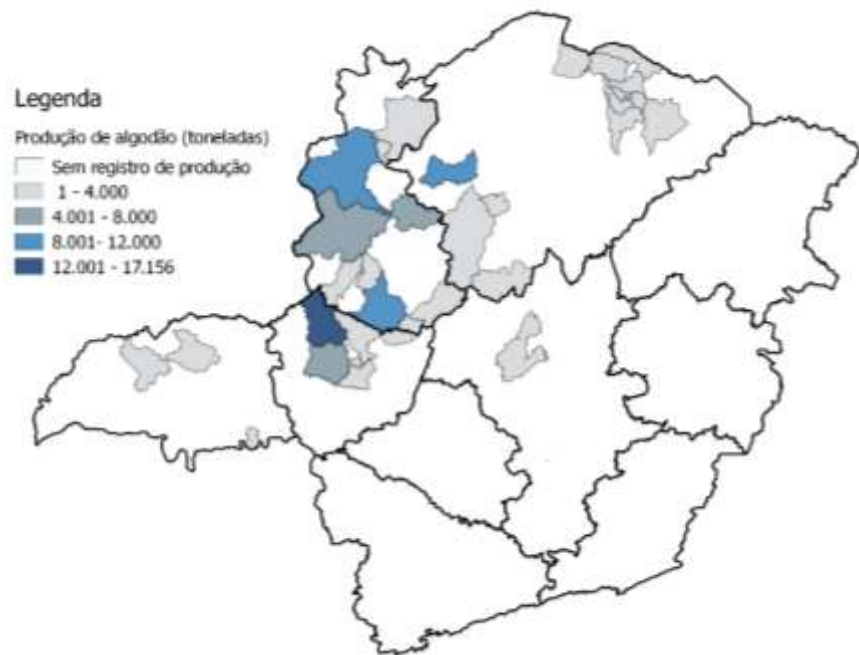 Legenda
Produção de algodão (toneladas)
Sem registro de produção
1 - 4.000
4.001 - 8.000
8.001- 12.000
12.001 - 17.156